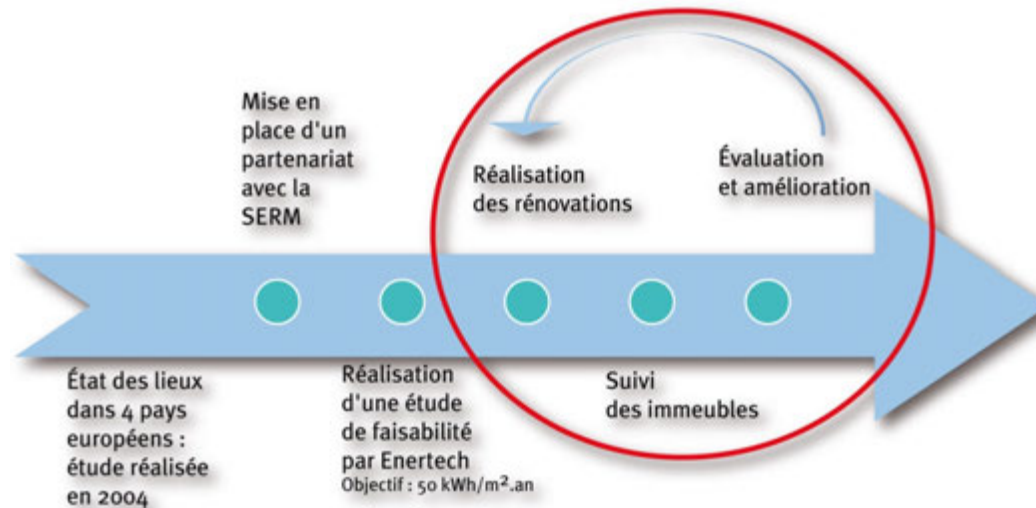 Mise en
place d'un
partenariat
avec la
SERM
Réalisation
des rénovations
Évaluation
et amélioration
État des lieux
dans 4 pays
européens :
étude réalisée
en 2004
Réalisation
d'une étude
de faisabilité
par Enertech
Objectif : 50 kWh/m².an
Suivi
des immeubles